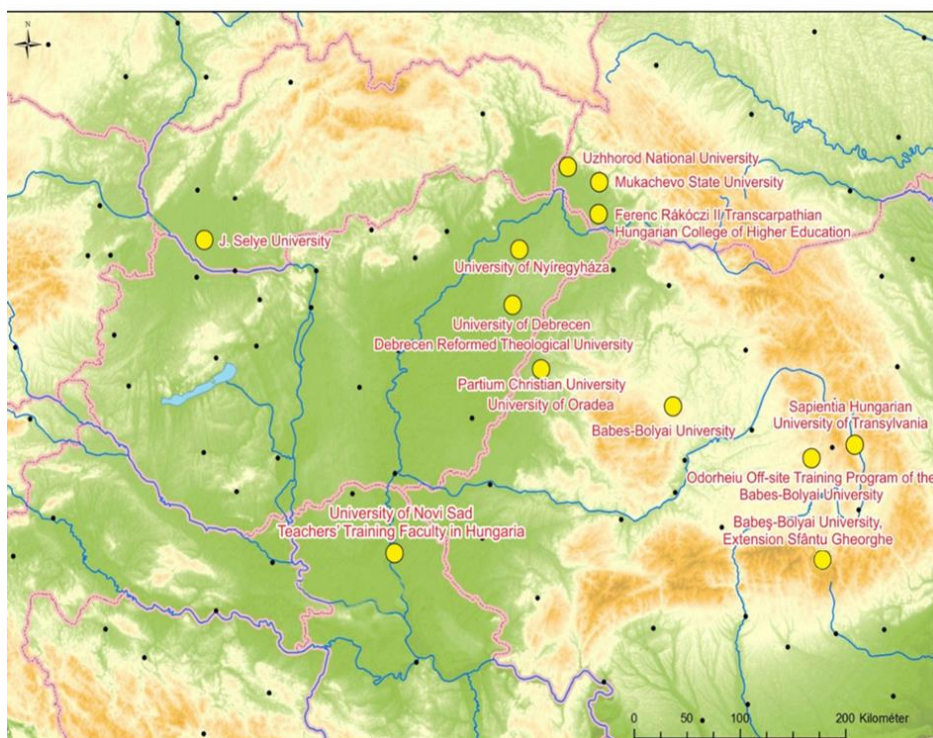 N
Uzhhorod National University
Mukachevo State University
Ferenc Rákóczi II Transcarpathian
Hungarian College of Higher Education
J. Selye University
University of Nyíregyháza
University of Debrecen
Debrecen Reformed Theological University
Partium Christian University
University of Oradea
Babes-Bolyai University
Sapientia Hungarian
University of Transylvania
Odorheiu Off-site Training Program of the
Babes-Bolyai University
University of Novi Sad
Teachers' Training Faculty in Hungaria
Babeş-Bolyai University,
Extension Sfântu Gheorghe
0 50 100 200 Kilométer